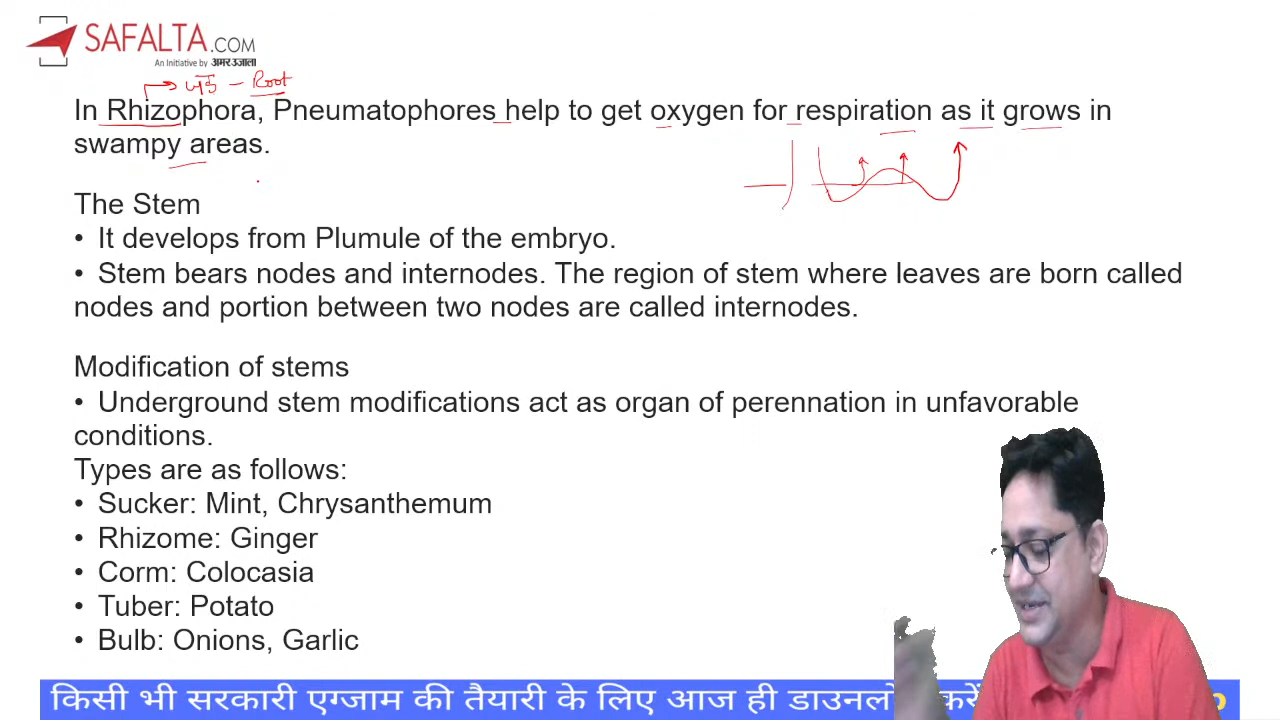 SAFALTA.COM
An Initiative by अमर उजाला
जड़ - Root
In Rhizophora, Pneumatophores help to get oxygen for respiration as it grows in
swampy areas.
The Stem
• It develops from Plumule of the embryo.
• Stem bears nodes and internodes. The region of stem where leaves are born called
nodes and portion between two nodes are called internodes.
Modification of stems
• Underground stem modifications act as organ of perennation in unfavorable
conditions.
Types are as follows:
• Sucker: Mint, Chrysanthemum
• Rhizome: Ginger
• Corm: Colocasia
• Tuber: Potato
• Bulb: Onions, Garlic
किसी भी सरकारी एग्जाम की तैयारी के लिए आज ही डाउनलो करें